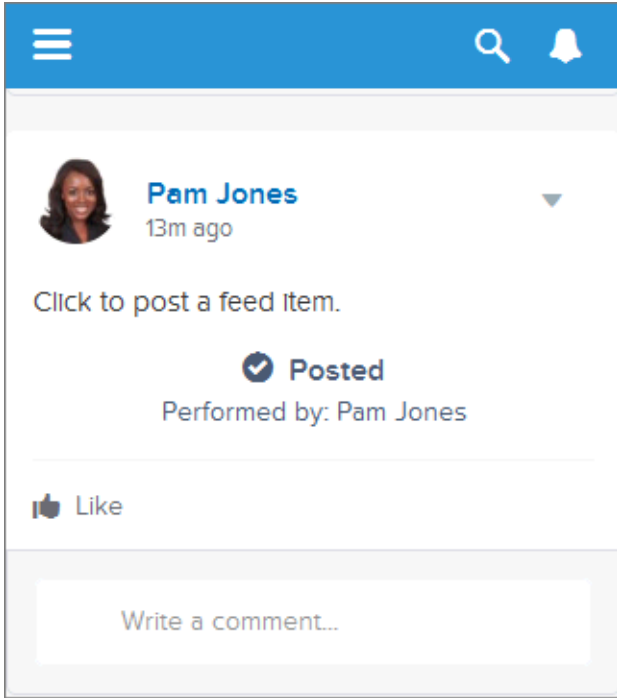 Pam Jones
13m ago
Click to post a feed item.
Posted
Performed by: Pam Jones
Like
Write a comment...